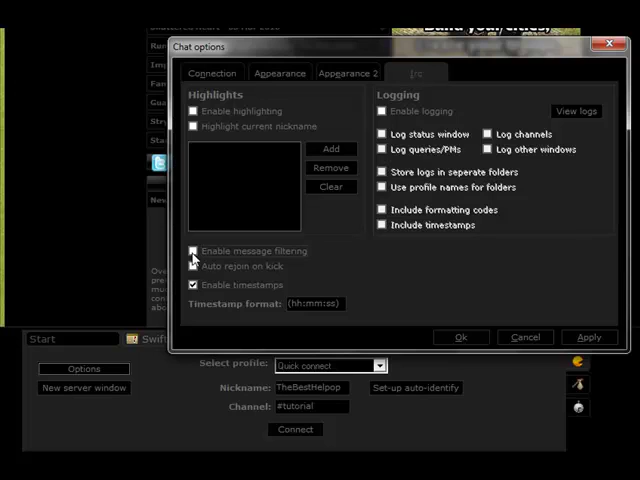 Build your cities,
Chat options
Connection
Appearance
Appearance 2
Irc
Highlights
Enable highlighting
Highlight current nickname
Add
Remove
Clear
Logging
Enable logging
View logs
Log status window
Log channels
Log queries/PMs
Log other windows
Store logs in seperate folders
Use profile names for folders
Include formatting codes
Include timestamps
Enable message filtering
Auto rejoin on kick
Enable timestamps
Timestamp format:
(hh:mm:ss)
Ok
Cancel
Apply
Start
Swift
Options
New server window
Select profile:
Quick connect
Nickname:
TheBestHelpop
Set-up auto-identify
Channel:
#tutorial
Connect